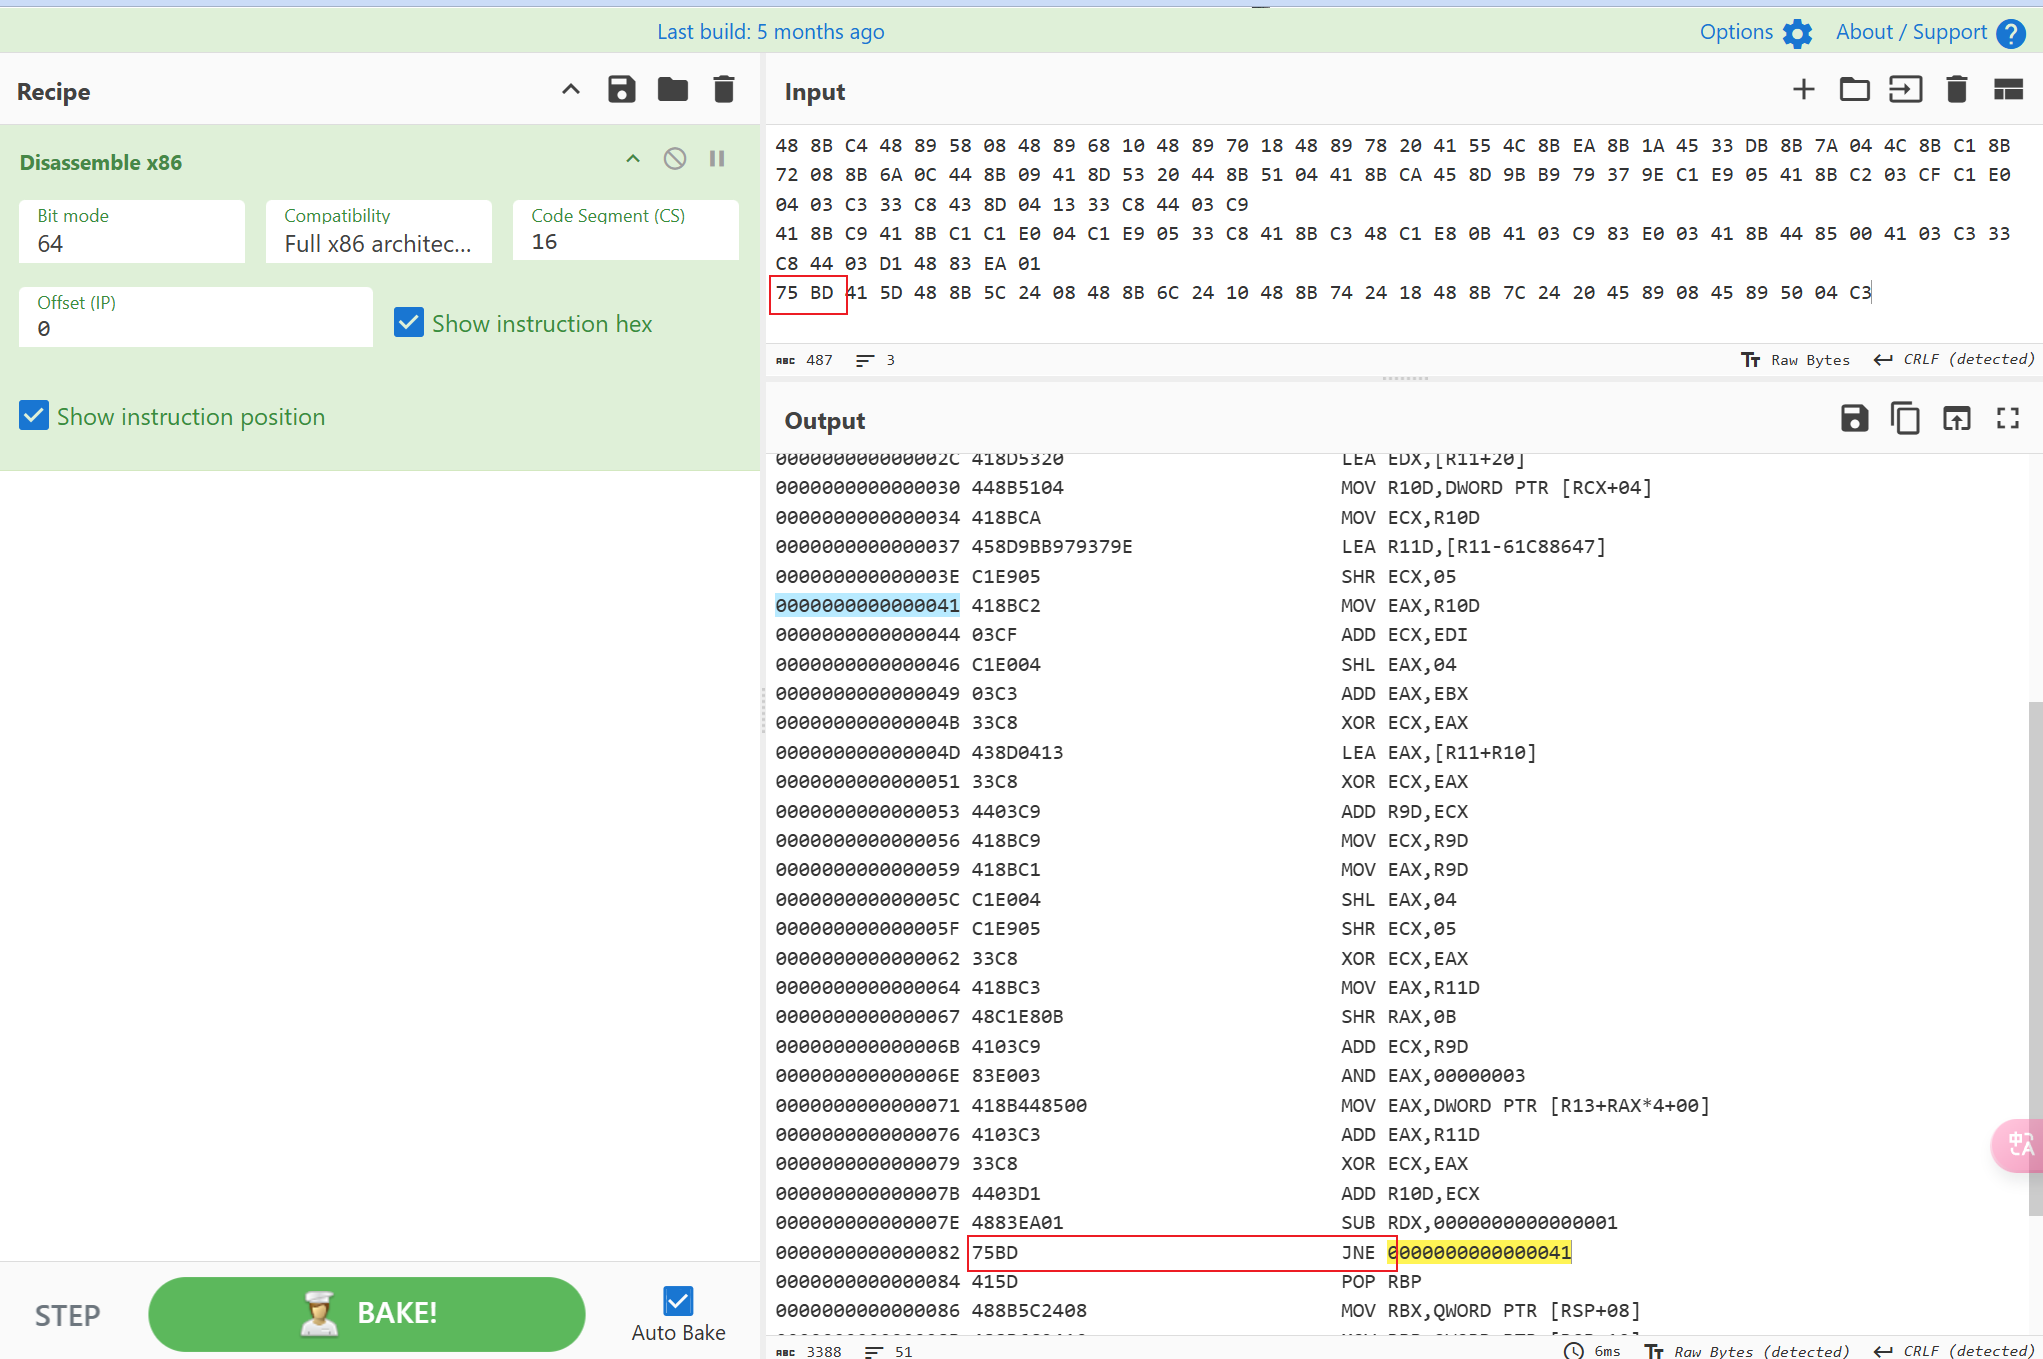 Last build: 5 months ago
Options
About / Support
Recipe
Disassemble x86
Bit mode
64
Compatibility
Full x86 architec...
Code Segment (CS)
16
Offset (IP)
0
Show instruction hex
Show instruction position
STEP
BAKE!
Auto Bake
Input
48 8B C4 48 89 58 08 48 89 68 10 48 89 70 18 48 89 78 20 41 55 4C 8B EA 8B 1A 45 33 DB 8B 7A 04 4C 8B C1 8B
72 08 8B 6A 0C 44 8B 09 41 8D 53 20 44 8B 51 04 41 8B CA 45 8D 9B B9 79 37 9E C1 E9 05 41 8B C2 03 CF C1 E0
04 03 C3 33 C8 43 8D 04 13 33 C8 44 03 C9
41 8B C9 41 8B C1 C1 E0 04 C1 E9 05 33 C8 41 8B C3 48 C1 E8 0B 41 03 C9 83 E0 03 41 8B 44 85 00 41 03 C3 33
C8 44 03 D1 48 83 EA 01
75 BD 41 5D 48 8B 5C 24 08 48 8B 6C 24 10 48 8B 74 24 18 48 8B 7C 24 20 45 89 08 45 89 50 04 C3
ABC 487 3
Raw Bytes CRLF (detected)
Output
000000000000002C 418D5320 LEA EDX,[R11+20]
0000000000000030 448B5104 MOV R10D,DWORD PTR [RCX+04]
0000000000000034 418BCA MOV ECX,R10D
0000000000000037 458D9BB979379E LEA R11D,[R11-61C88647]
000000000000003E C1E905 SHR ECX,05
0000000000000041 418BC2 MOV EAX,R10D
0000000000000044 03CF ADD ECX,EDI
0000000000000046 C1E004 SHL EAX,04
0000000000000049 03C3 ADD EAX,EBX
000000000000004B 33C8 XOR ECX,EAX
000000000000004D 438D0413 LEA EAX,[R11+R10]
0000000000000051 33C8 XOR ECX,EAX
0000000000000053 4403C9 ADD R9D,ECX
0000000000000056 418BC9 MOV ECX,R9D
0000000000000059 418BC1 MOV EAX,R9D
000000000000005C C1E004 SHL EAX,04
000000000000005F C1E905 SHR ECX,05
0000000000000062 33C8 XOR ECX,EAX
0000000000000064 418BC3 MOV EAX,R11D
0000000000000067 48C1E80B SHR RAX,0B
000000000000006B 4103C9 ADD ECX,R9D
000000000000006E 83E003 AND EAX,00000003
0000000000000071 418B448500 MOV EAX,DWORD PTR [R13+RAX*4+00]
0000000000000076 4103C3 ADD EAX,R11D
0000000000000079 33C8 XOR ECX,EAX
000000000000007B 4403D1 ADD R10D,ECX
000000000000007E 4883EA01 SUB RDX,0000000000000001
0000000000000082 75BD JNE 0000000000000041
0000000000000084 415D POP RBP
0000000000000086 488B5C2408 MOV RBX,QWORD PTR [RSP+08]
ABC 3388 51
6ms Raw Bytes (detected) CRLF (detected)